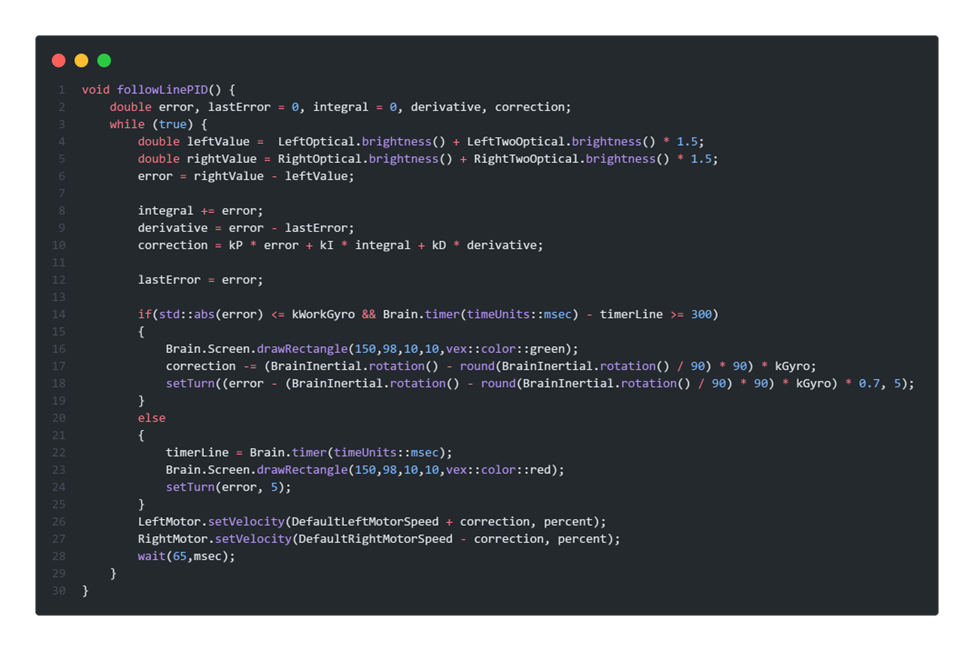 1 void followLinePID() {
2 double error, lastError = 0, integral = 0, derivative, correction;
3 while (true) {
4 double leftValue =  LeftOptical.brightness() + LeftTwoOptical.brightness() * 1.5;
5 double rightValue = RightOptical.brightness() + RightTwoOptical.brightness() * 1.5;
6 error = rightValue - leftValue;
7
8 integral += error;
9 derivative = error - lastError;
10 correction = kP * error + kI * integral + kD * derivative;
11
12 lastError = error;
13
14 if(std::abs(error) <= kWorkGyro && Brain.timer(timeUnits::msec) - timerLine >= 300)
15 {
16 Brain.Screen.drawRectangle(150,98,10,10,vex::color::green);
17 correction -= (BrainInertial.rotation() - round(BrainInertial.rotation() / 90) * 90) * kGyro;
18 setTurn((error - (BrainInertial.rotation() - round(BrainInertial.rotation() / 90) * 90) * kGyro) * 0.7, 5);
19 }
20 else
21 {
22 timerLine = Brain.timer(timeUnits::msec);
23 Brain.Screen.drawRectangle(150,98,10,10,vex::color::red);
24 setTurn(error, 5);
25 }
26 LeftMotor.setVelocity(DefaultLeftMotorSpeed + correction, percent);
27 RightMotor.setVelocity(DefaultRightMotorSpeed - correction, percent);
28 wait(65,msec);
29 }
30 }